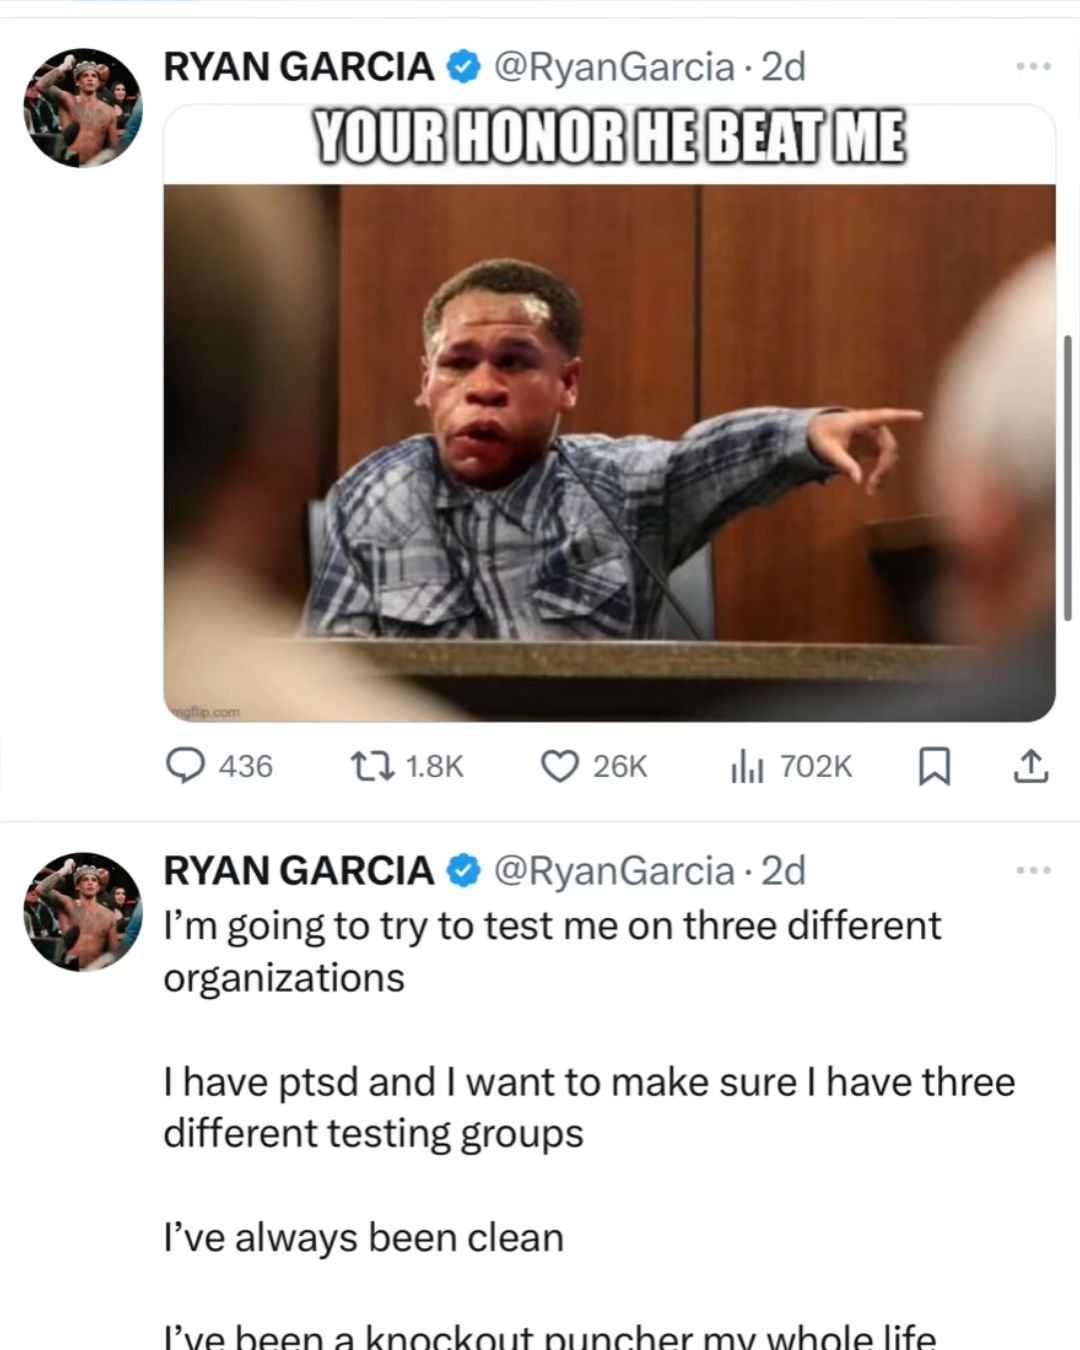 RYAN GARCIA @RyanGarcia · 2d
YOUR HONOR HE BEAT ME
mgflip.com
436 1.8K 26K 702K
RYAN GARCIA @RyanGarcia · 2d
I’m going to try to test me on three different
organizations
I have ptsd and I want to make sure I have three
different testing groups
I’ve always been clean
I’ve been a knockout puncher my whole life